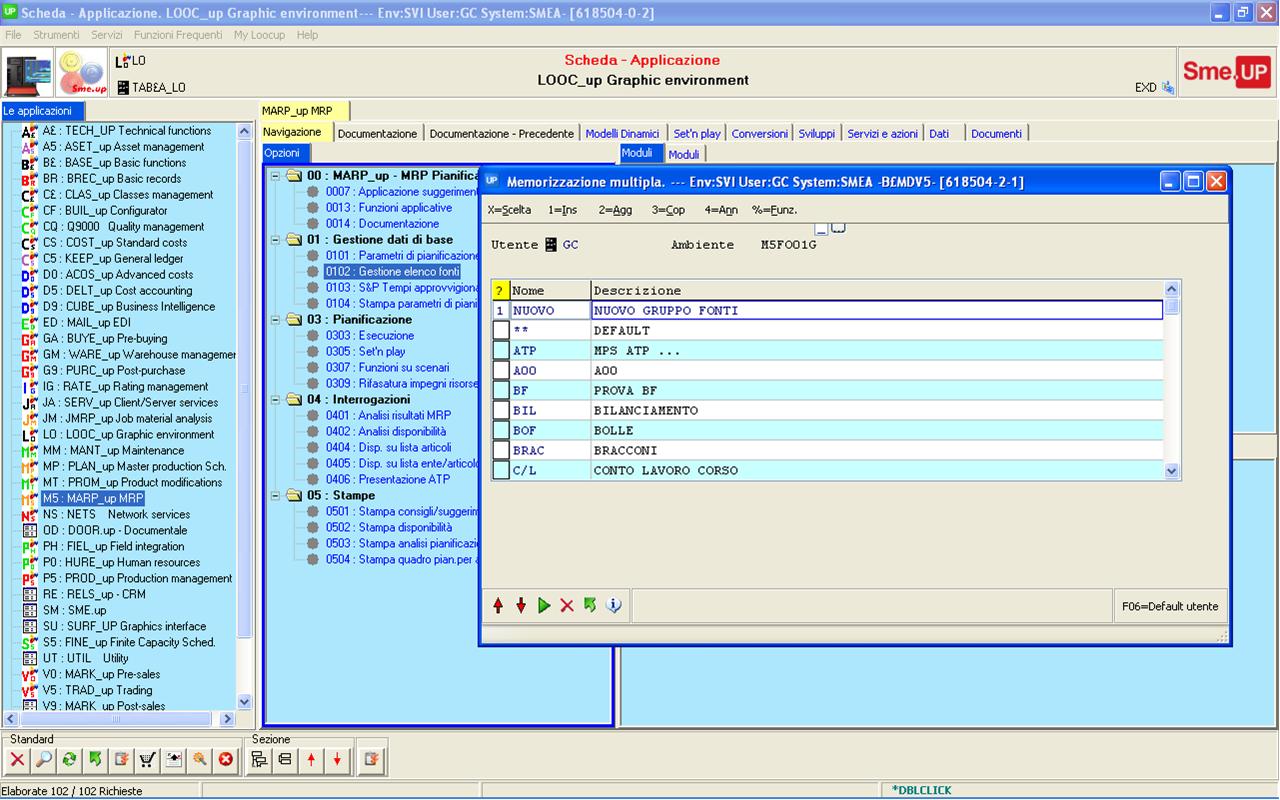 UP Scheda - Applicazione. LOOC_up Graphic environment--- Env:SVI User:GC System:SMEA- [618504-0-2]
File Strumenti Servizi Funzioni Frequenti My Loocup Help
LO
TAB£A_LO
Sme.up
Scheda - Applicazione
LOOC_up Graphic environment
EXD
Sme.UP
Le applicazioni
A£ : TECH_UP Technical functions
A5 : ASET_up Asset management
B£ : BASE_up Basic functions
BR : BREC_up Basic records
C£ : CLAS_up Classes management
CF : BUIL_up Configurator
CQ : Q9000 Quality management
CS : COST_up Standard costs
C5 : KEEP_up General ledger
D0 : ACOS_up Advanced costs
D5 : DELT_up Cost accounting
D9 : CUBE_up Business Intelligence
ED : MAIL_up EDI
GA : BUYE_up Pre-buying
GM : WARE_up Warehouse managemer
G9 : PURC_up Post-purchase
IG : RATE_up Rating management
JA : SERV_up Client/Server services
JM : JMRP_up Job material analysis
LO : LOOC_up Graphic environment
MM : MANT_up Maintenance
MP : PLAN_up Master production Sch.
MT : PROM_up Product modifications
M5 : MARP_up MRP
NS : NETS Network services
OD : DOOR.up - Documentale
PH : FIEL_up Field integration
P0 : HURE_up Human resources
P5 : PROD_up Production management
RE : RELS_up - CRM
SM : SME.up
SU : SURF_UP Graphics interface
S5 : FINE_up Finite Capacity Sched.
UT : UTIL Utility
V0 : MARK_up Pre-sales
V5 : TRAD_up Trading
V9 : MARK_up Post-sales
MARP_up MRP
Navigazione Documentazione Documentazione - Precedente Modelli Dinamici Set'n play Conversioni Sviluppi Servizi e azioni Dati Documenti
Opzioni
Moduli Moduli
00 : MARP_up - MRP Pianifica
0007 : Applicazione suggeriment
0013 : Funzioni applicative
0014 : Documentazione
01 : Gestione dati di base
0101 : Parametri di pianificazione
0102 : Gestione elenco fonti
0103 : S&P Tempi approvvigiona
0104 : Stampa parametri di piani
03 : Pianificazione
0303 : Esecuzione
0305 : Set'n play
0307 : Funzioni su scenari
0309 : Rifasatura impegni risorse
04 : Interrogazioni
0401 : Analisi risultati MRP
0402 : Analisi disponibilità
0404 : Disp. su lista articoli
0405 : Disp. su lista ente/articolo
0406 : Presentazione ATP
05 : Stampe
0501 : Stampa consigli/suggerim
0502 : Stampa disponibilità
0503 : Stampa analisi pianificazi
0504 : Stampa quadro pian.per a
UP Memorizzazione multipla. --- Env:SVI User:GC System:SMEA -B£MDV5- [618504-2-1]
X=Scelta 1=Ins 2=Agg 3=Cop 4=Ann %=Funz.
Utente GC Ambiente M5FO01G
? Nome Descrizione
1 NUOVO NUOVO GRUPPO FONTI
** DEFAULT
ATP MPS ATP ...
AOO AOO
BF PROVA BF
BIL BILANCIAMENTO
BOF BOLLE
BRAC BRACCONI
C/L CONTO LAVORO CORSO
F06=Default utente
Standard
Sezione
Elaborate 102 / 102 Richieste
*DBLCLICK